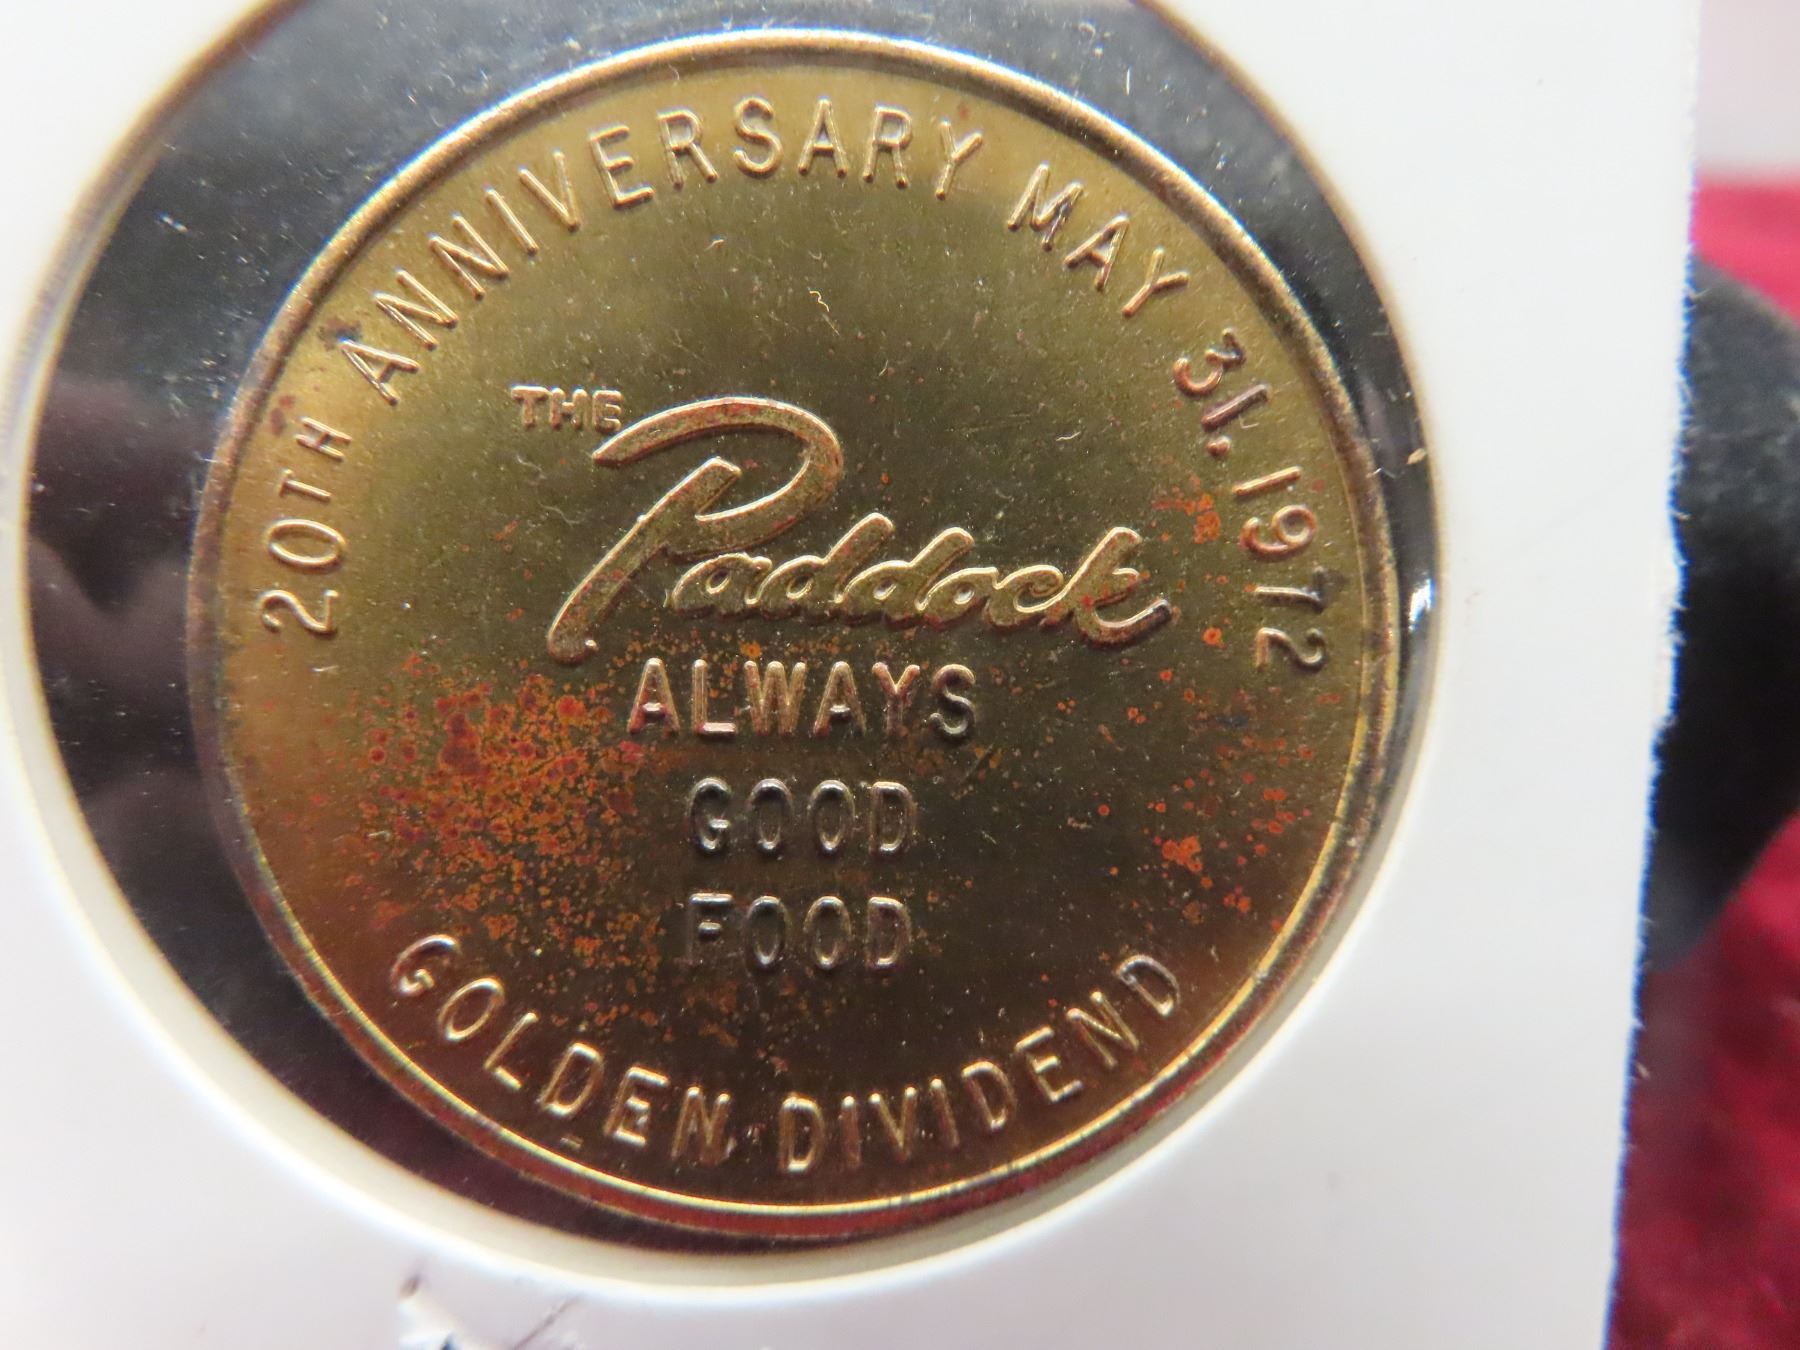 20TH ANNIVERSARY MAY 31, 1972
THE Paddock
ALWAYS
GOOD
FOOD
GOLDEN DIVIDEND